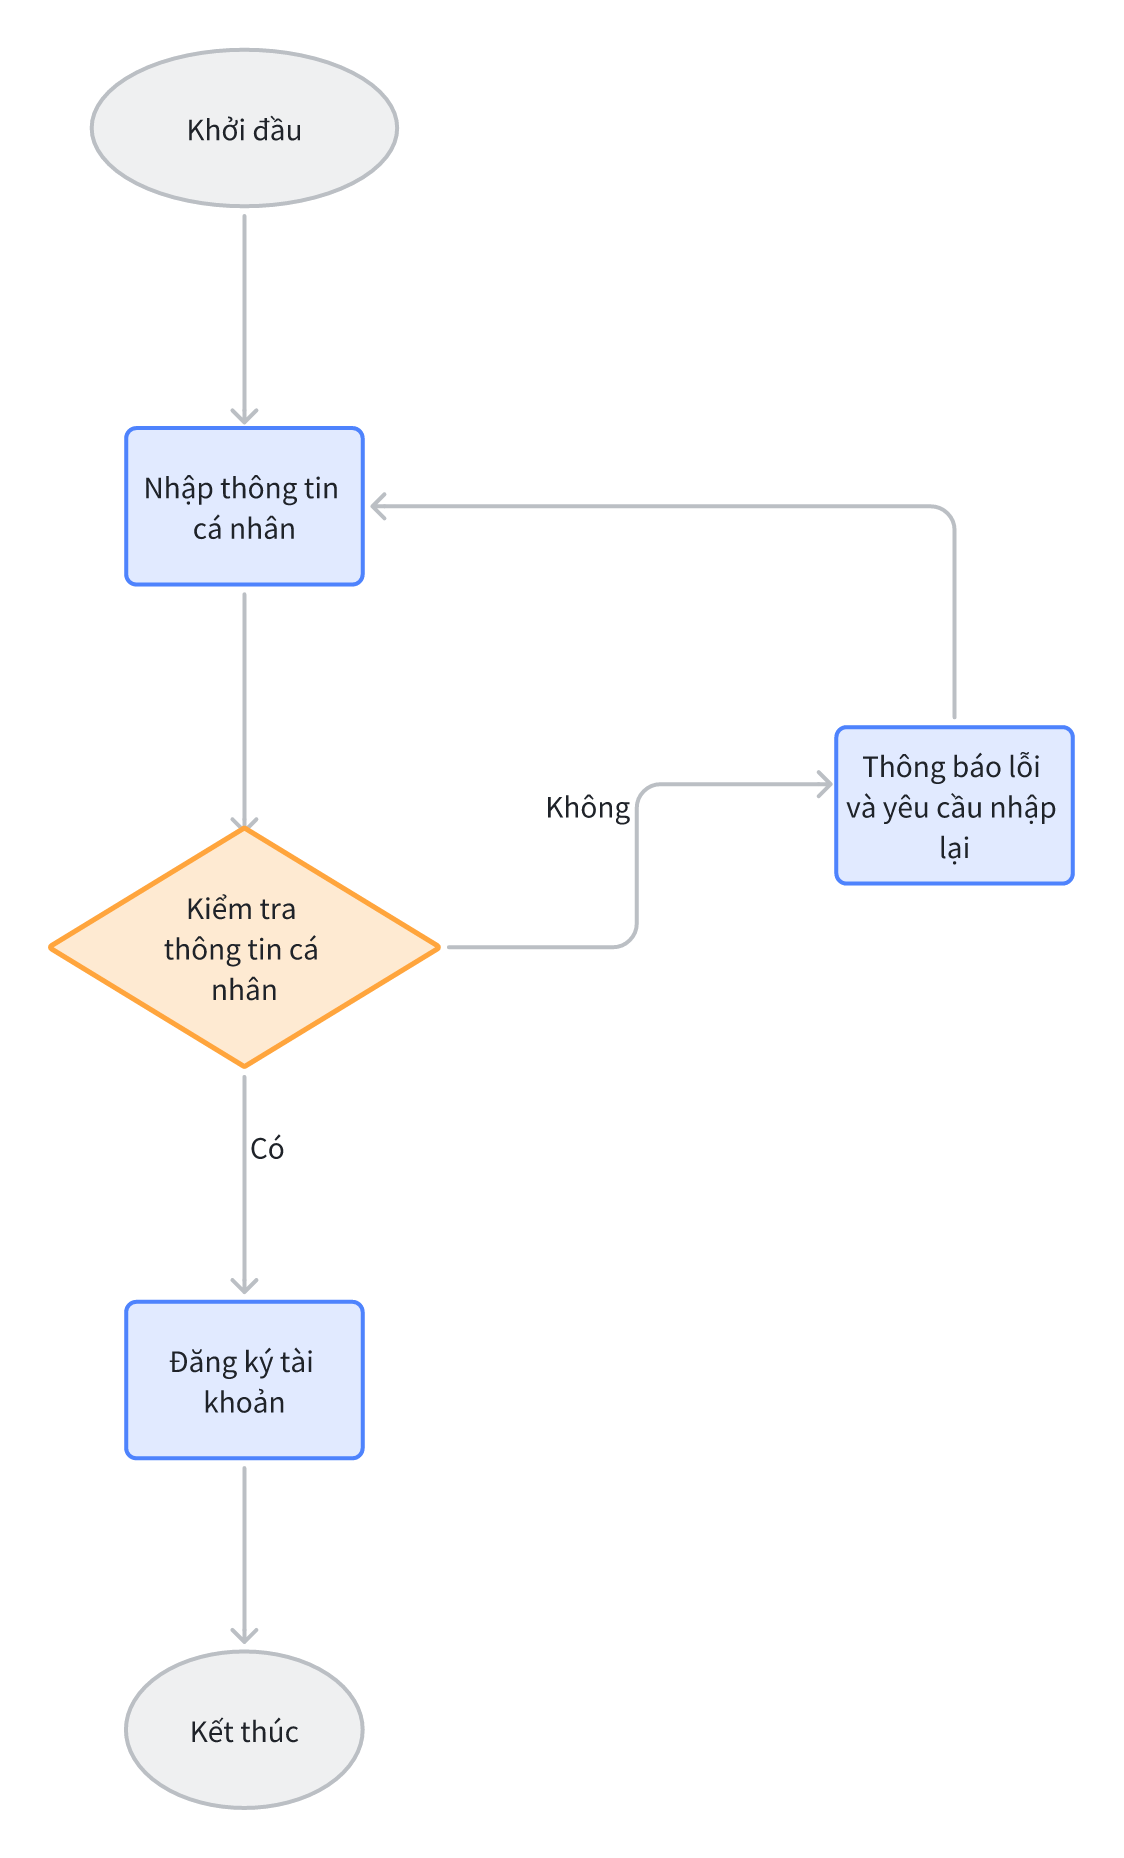 Khởi đầu
Nhập thông tin
cá nhân
Thông báo lỗi
và yêu cầu nhập
lại
Không
Kiểm tra
thông tin cá
nhân
Có
Đăng ký tài
khoản
Kết thúc